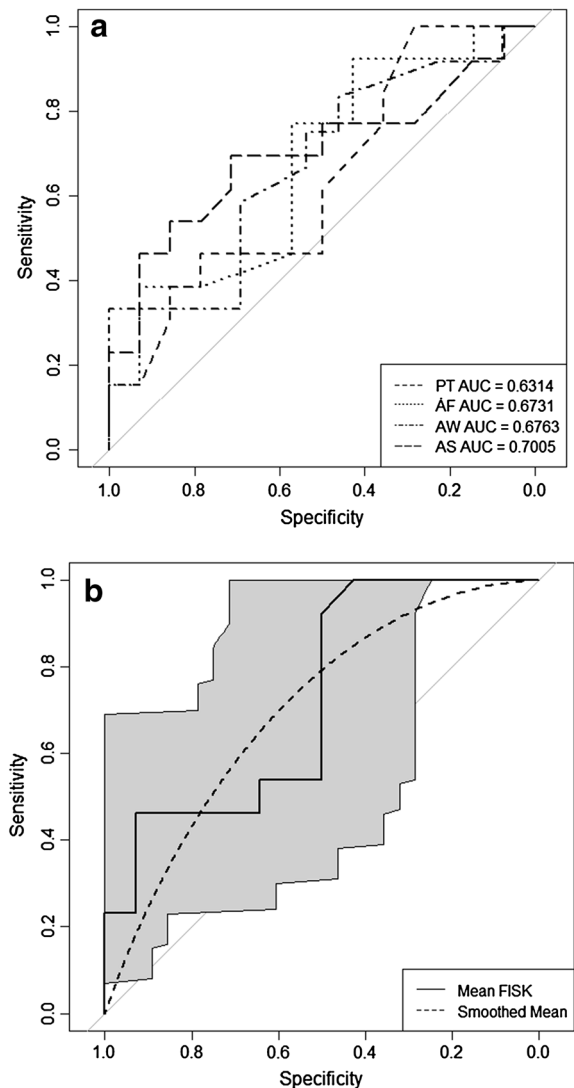 a
1.0
0.8
0.6
0.4
0.2
0.0
Sensitivity
PT AUC = 0.6314
ÁF AUC = 0.6731
AW AUC = 0.6763
AS AUC = 0.7005
1.0 0.8 0.6 0.4 0.2 0.0
Specificity
b
1.0
0.8
0.6
0.4
0.2
0.0
Sensitivity
Mean FISK
Smoothed Mean
1.0 0.8 0.6 0.4 0.2 0.0
Specificity